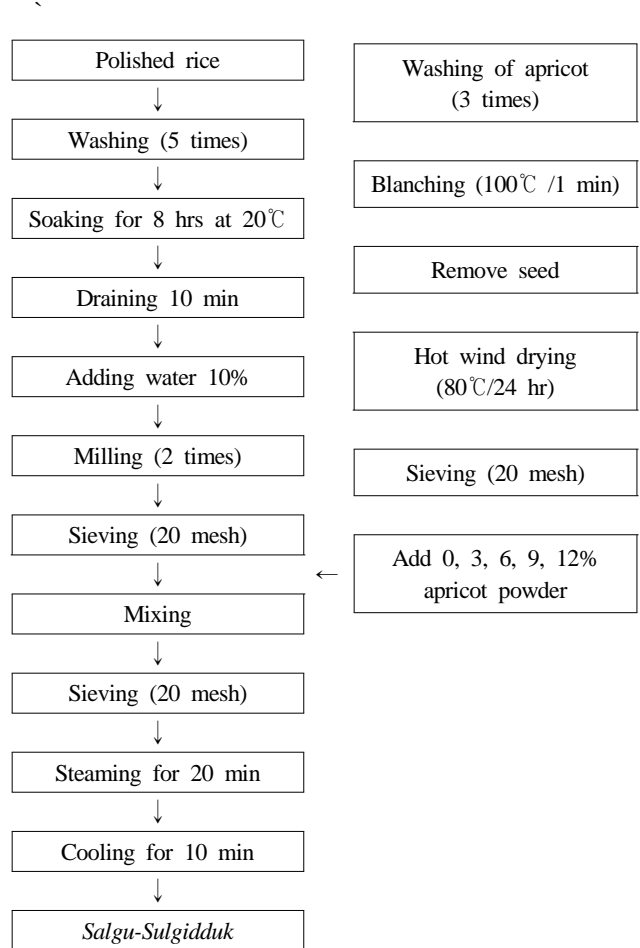 Polished rice
Washing (5 times)
Soaking for 8 hrs at 20℃
Draining 10 min
Adding water 10%
Milling (2 times)
Sieving (20 mesh)
Mixing
Sieving (20 mesh)
Steaming for 20 min
Cooling for 10 min
Salgu-Sulgidduk
Washing of apricot
(3 times)
Blanching (100℃ /1 min)
Remove seed
Hot wind drying
(80℃/24 hr)
Sieving (20 mesh)
Add 0, 3, 6, 9, 12%
apricot powder